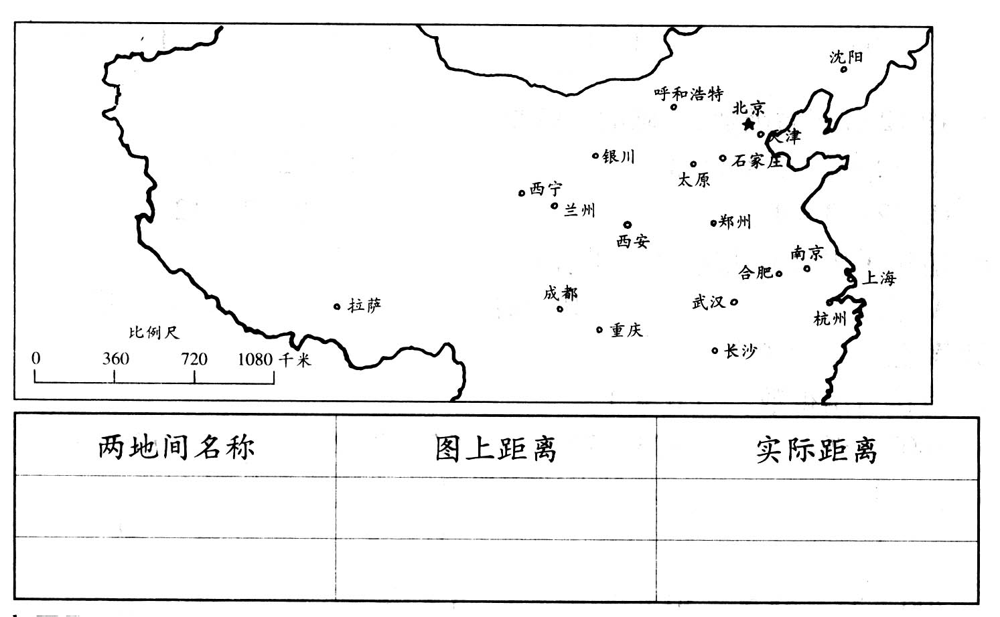 沈阳
呼和浩特
北京
天津
银川
石家庄
太原
西宁
兰州
郑州
西安
南京
合肥
上海
成都
武汉
拉萨
杭州
重庆
长沙
比例尺
0 360 720 1080 千米
两地间名称 图上距离 实际距离